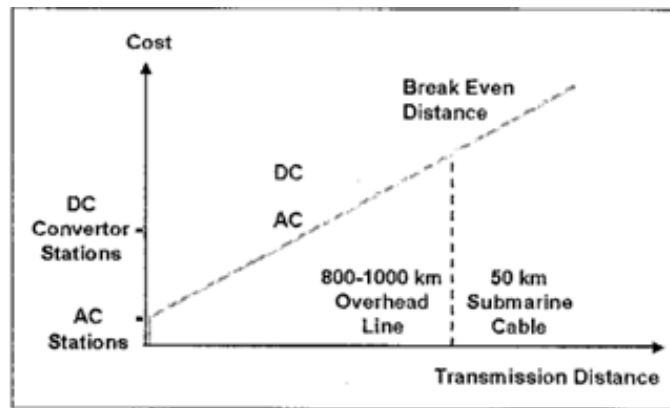 Cost
Break Even
Distance
DC
AC
DC
Convertor
Stations
AC
Stations
800-1000 km
Overhead
Line
50 km
Submarine
Cable
Transmission Distance